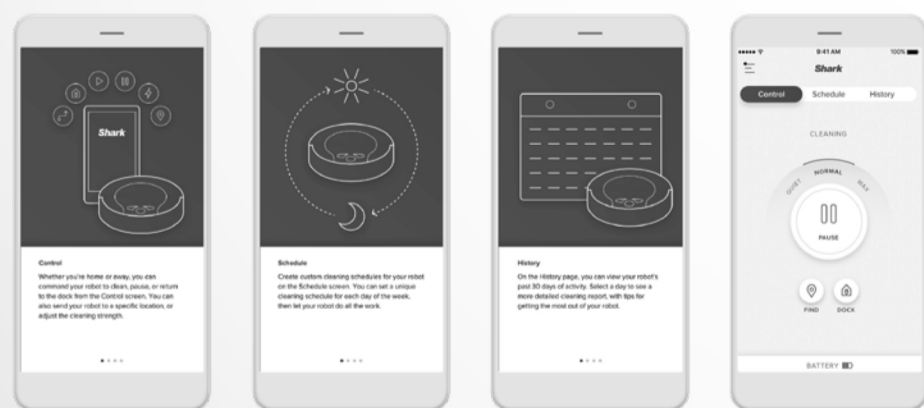 Shark
Control
Whether you're home or away, you can
command your robot to clean, pause, or return
to the dock from the Control screen. You can
also send your robot to a specific location, or
adjust the cleaning strength.
Schedule
Create custom cleaning schedules for your robot
on the Schedule screen. You can set a unique
cleaning schedule for each day of the week,
then let your robot do all the work.
History
On the History page, you can view your robot's
past 30 days of activity. Select a day to see a
more detailed cleaning report, with tips for
getting the most out of your robot.
9:41 AM 100%
Shark
Control Schedule History
CLEANING
QUIET NORMAL MAX
PAUSE
FIND DOCK
BATTERY